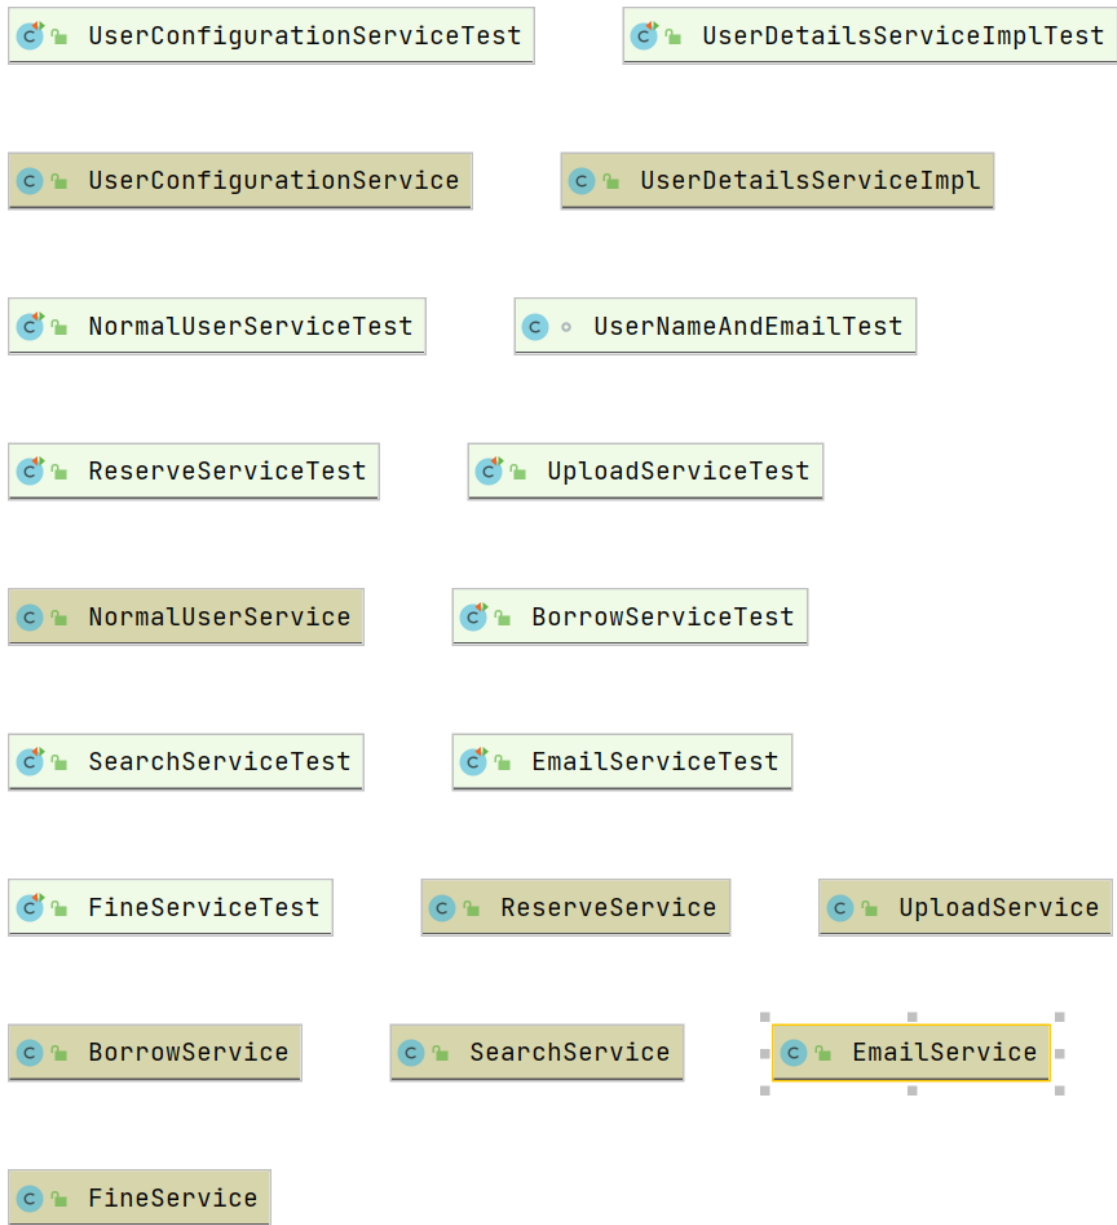 UserConfigurationServiceTest UserDetailsServiceImplTest
UserConfigurationService UserDetailsServiceImpl
NormalUserServiceTest UserNameAndEmailTest
ReserveServiceTest UploadServiceTest
NormalUserService BorrowServiceTest
SearchServiceTest EmailServiceTest
FineServiceTest ReserveService UploadService
BorrowService SearchService EmailService
FineService